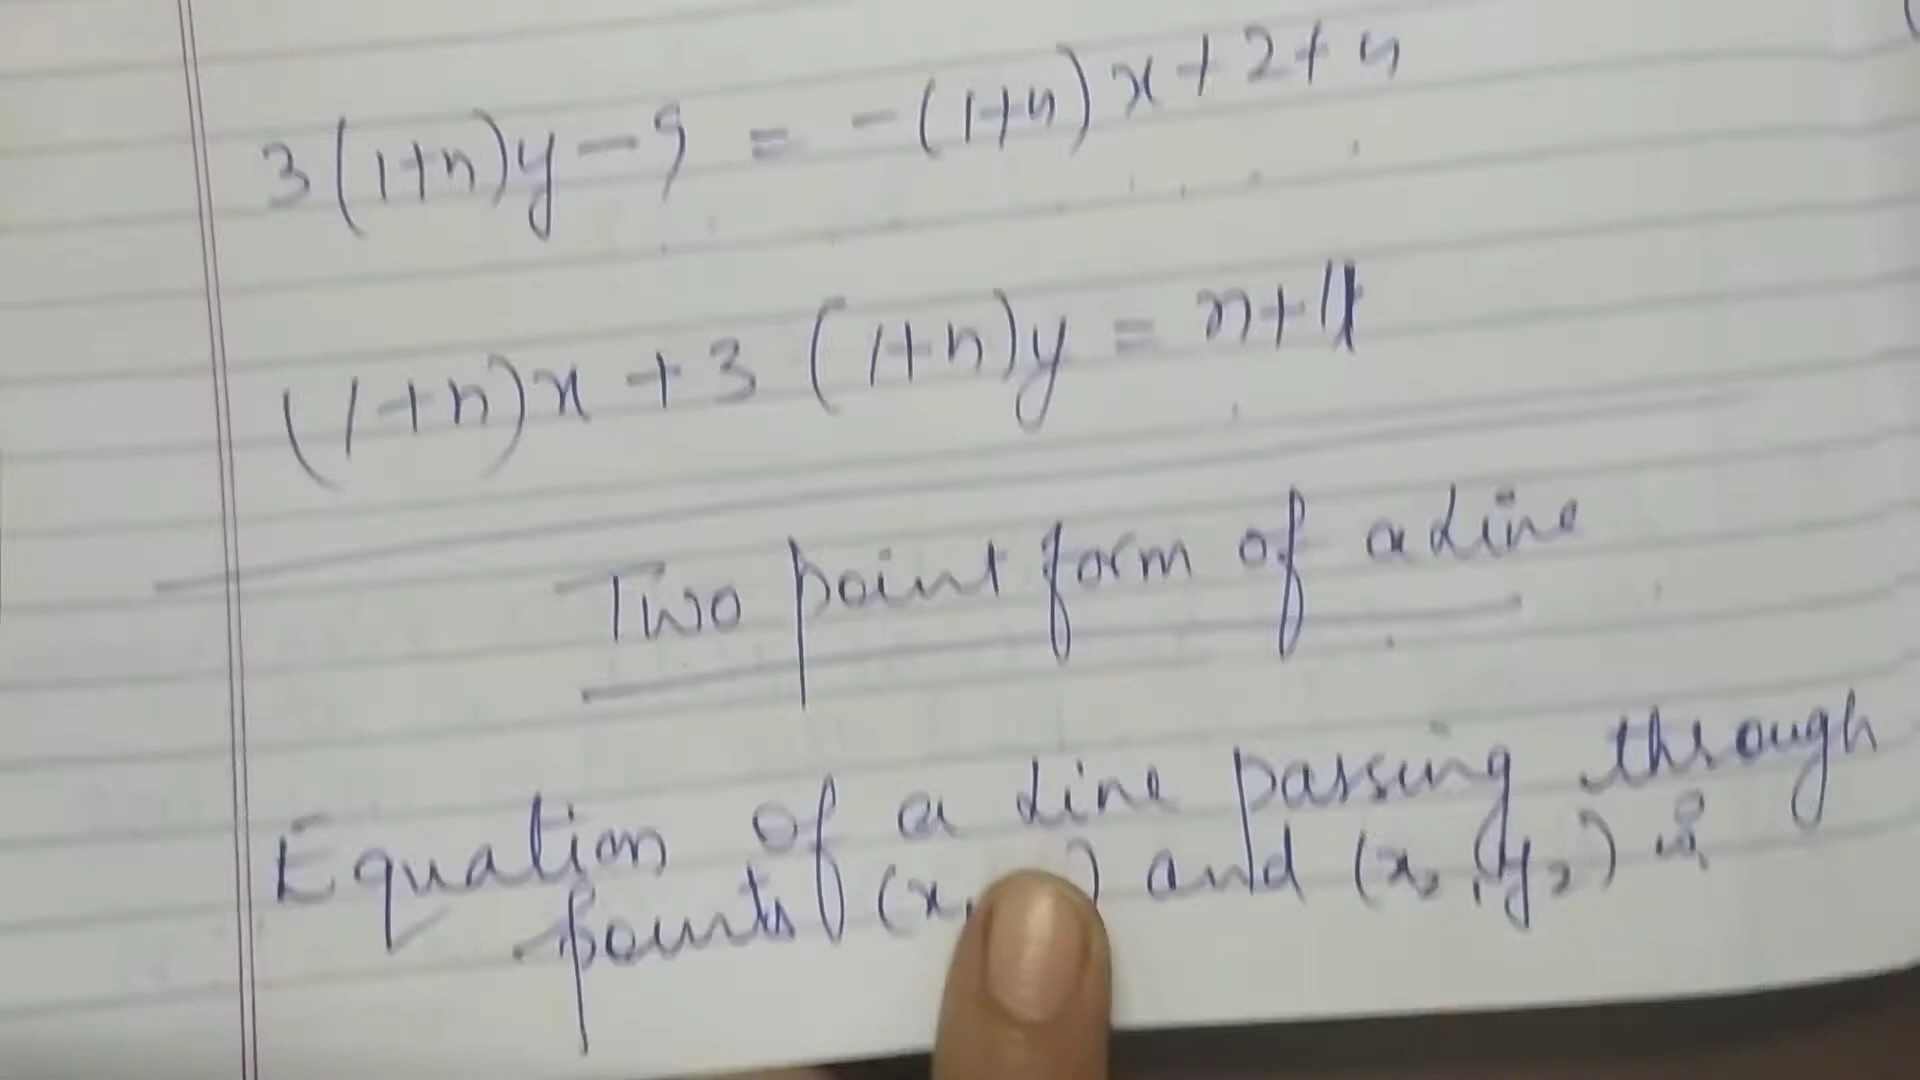 3(1+n)y-9 = -(1+n)x+2+n
(1+n)x+3(1+n)y = n+11
Two point form of a line
Equation of a line passing through
points (x, ) and (x₂,y₂) is